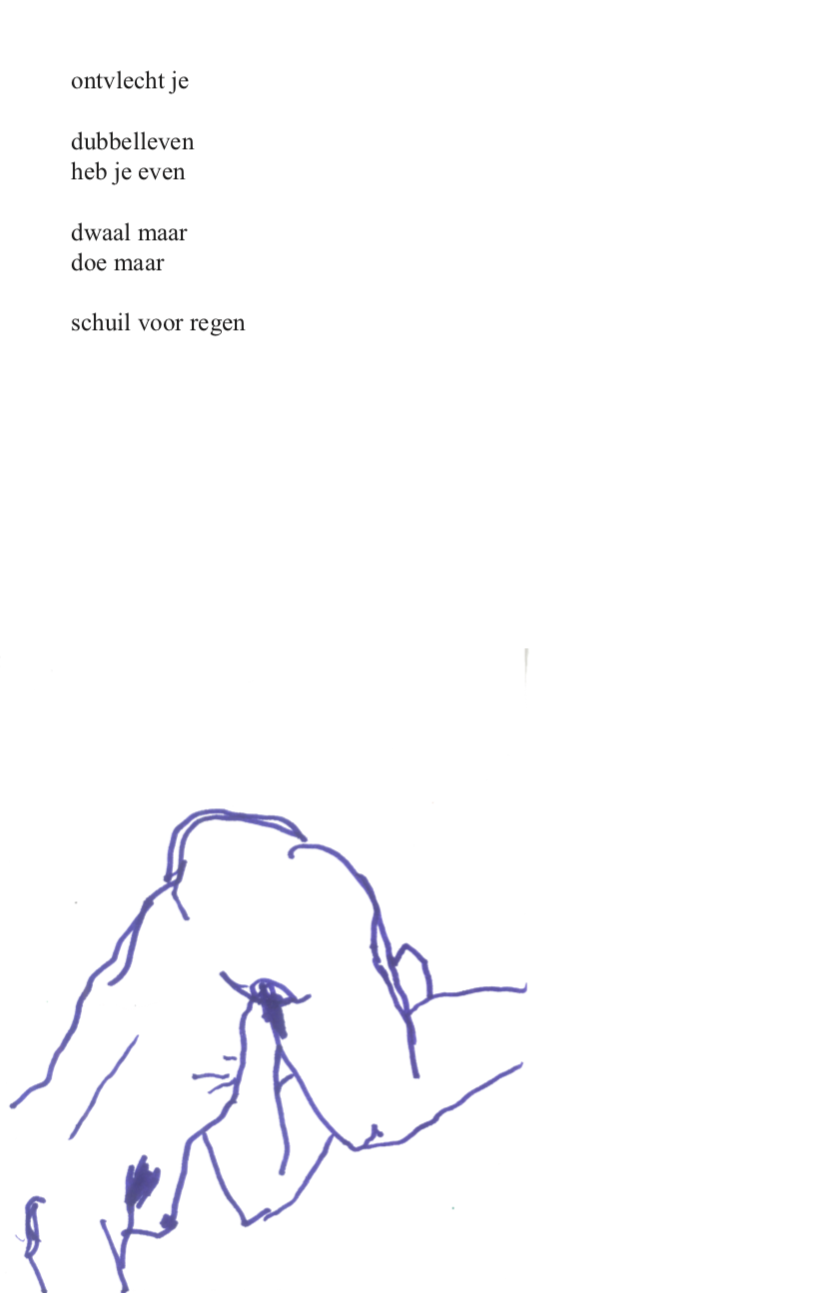 ontvlecht je
dubbelleven
heb je even
dwaal maar
doe maar
schuil voor regen